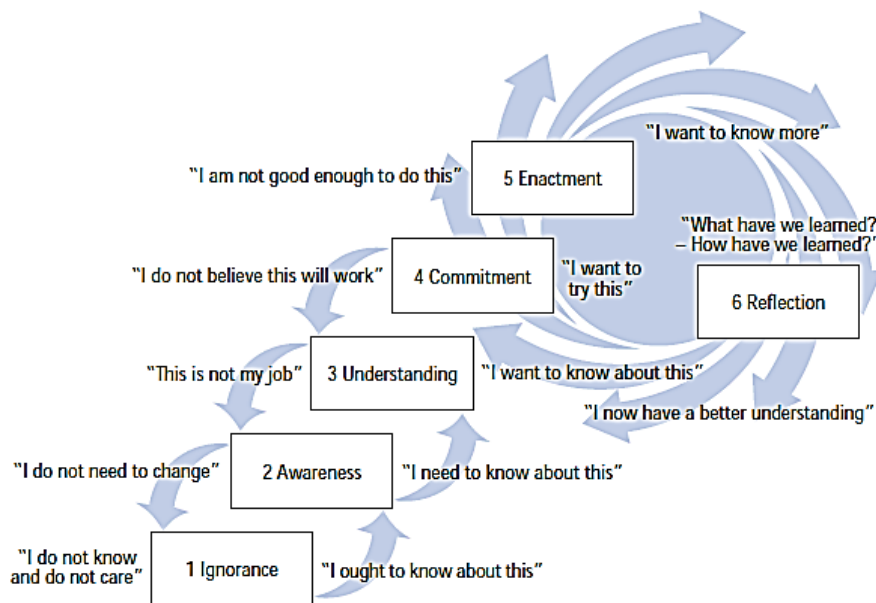 "I want to know more"
"I am not good enough to do this"
5 Enactment
"What have we learned?
– How have we learned?"
"I do not believe this will work"
4 Commitment
"I want to
try this"
6 Reflection
"This is not my job"
3 Understanding
"I want to know about this"
"I now have a better understanding"
"I do not need to change"
2 Awareness
"I need to know about this"
"I do not know
and do not care"
1 Ignorance
"I ought to know about this"